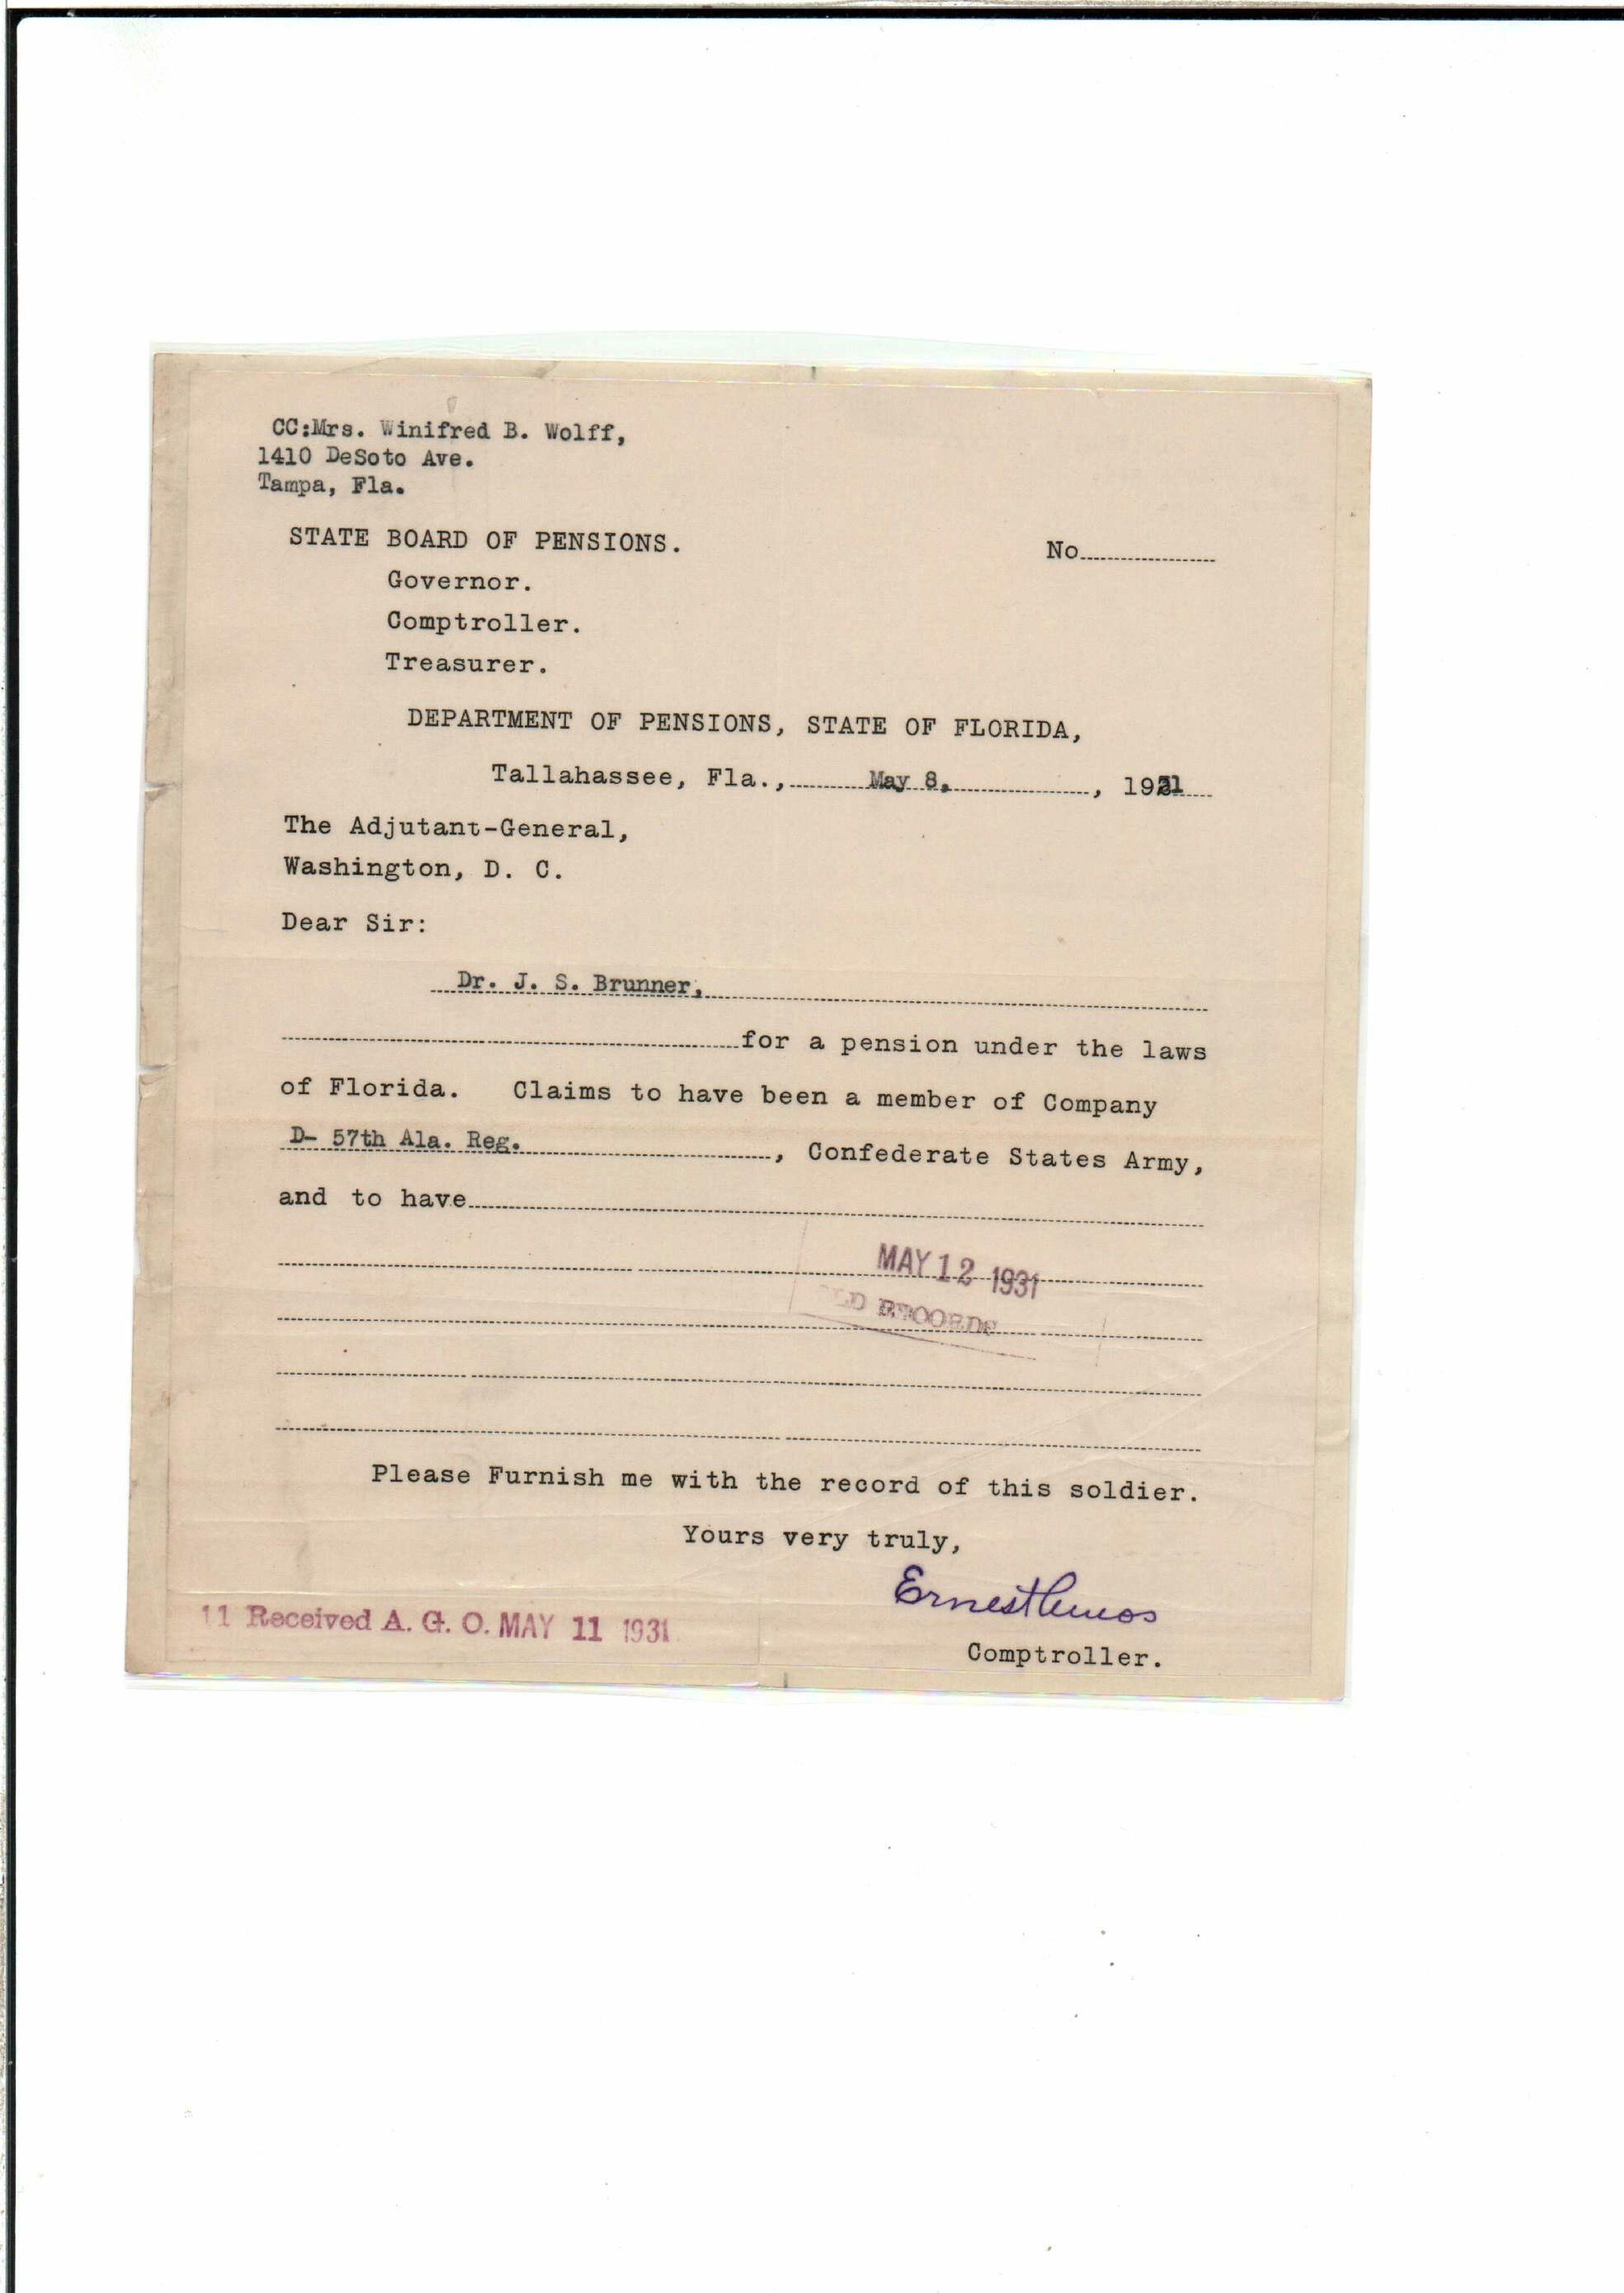 CC:Mrs. Winifred B. Wolff,
1410 DeSoto Ave.
Tampa, Fla.
STATE BOARD OF PENSIONS. No
Governor.
Comptroller.
Treasurer.
DEPARTMENT OF PENSIONS, STATE OF FLORIDA,
Tallahassee, Fla., May 8, , 1931
The Adjutant-General,
Washington, D. C.
Dear Sir:
Dr. J. S. Brunner,
for a pension under the laws
of Florida. Claims to have been a member of Company
D- 57th Ala. Reg. , Confederate States Army,
and to have
MAY 12 1931
Please Furnish me with the record of this soldier.
Yours very truly,
Ernest Amos
11 Received A. G. O. MAY 11 1931
Comptroller.